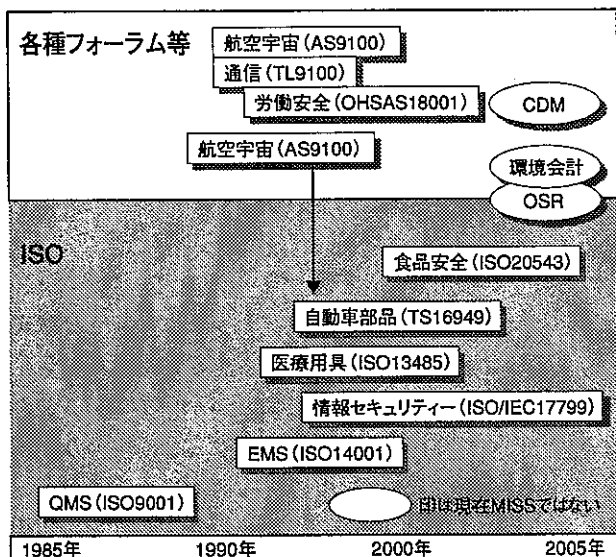 各種フォーラム等
航空宇宙(AS9100)
通信(TL9100)
労働安全(OHSAS18001)
CDM
航空宇宙(AS9100)
環境会計
OSR
ISO
食品安全(ISO20543)
自動車部品(TS16949)
医療用具(ISO13485)
情報セキュリティー(ISO/IEC17799)
EMS(ISO14001)
QMS(ISO9001)
印は現在MISSではない
1985年 1990年 2000年 2005年